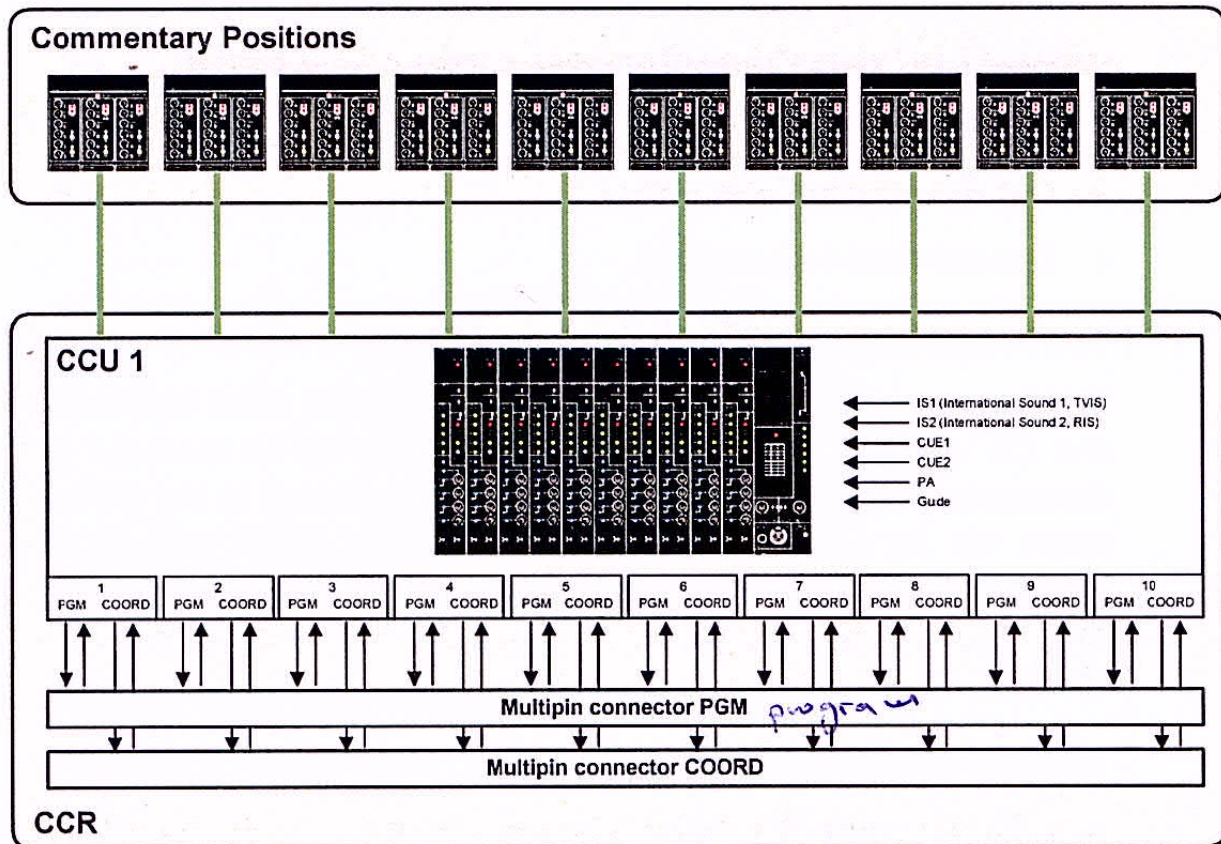 Commentary Positions
CCU 1
IS1 (International Sound 1, TVIS)
IS2 (International Sound 2, RIS)
CUE1
CUE2
PA
Guide
1 2 3 4 5 6 7 8 9 10
PGM COORD PGM COORD PGM COORD PGM COORD PGM COORD PGM COORD PGM COORD PGM COORD PGM COORD PGM COORD
Multipin connector PGM program
Multipin connector COORD
CCR